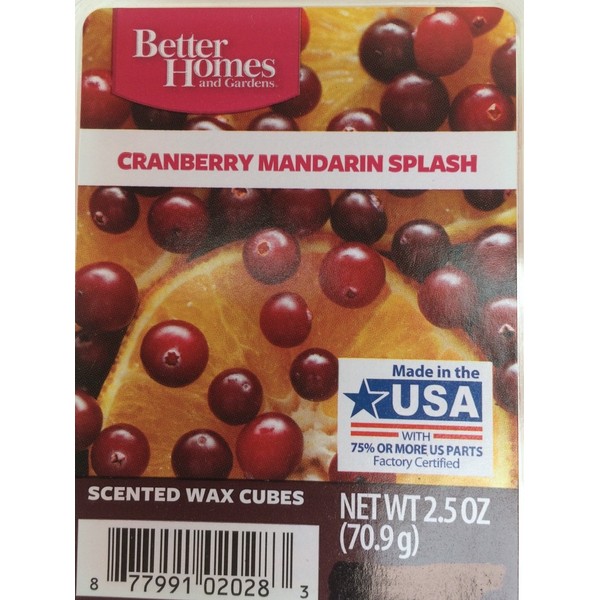 Better
Homes
and Gardens
CRANBERRY MANDARIN SPLASH
Made in the
USA
WITH
75% OR MORE US PARTS
Factory Certified
SCENTED WAX CUBES
NET WT 2.5 OZ
(70.9 g)
8 77991 02028 3